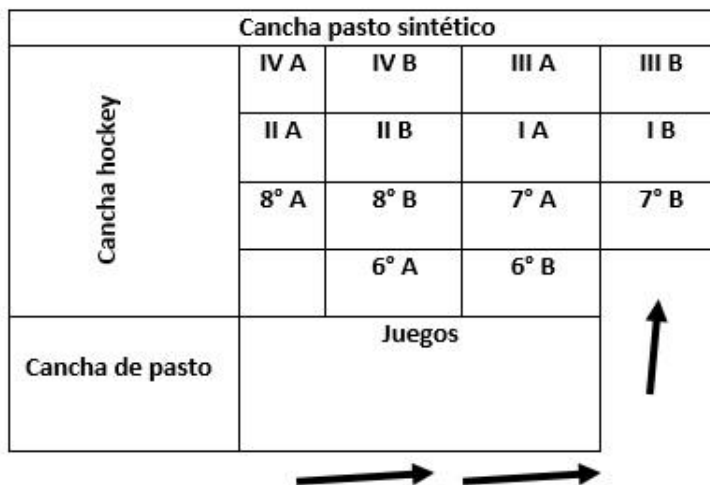 Cancha pasto sintético
Cancha hockey
IV A IV B III A III B
II A II B I A I B
8° A 8° B 7° A 7° B
6° A 6° B
Cancha de pasto
Juegos